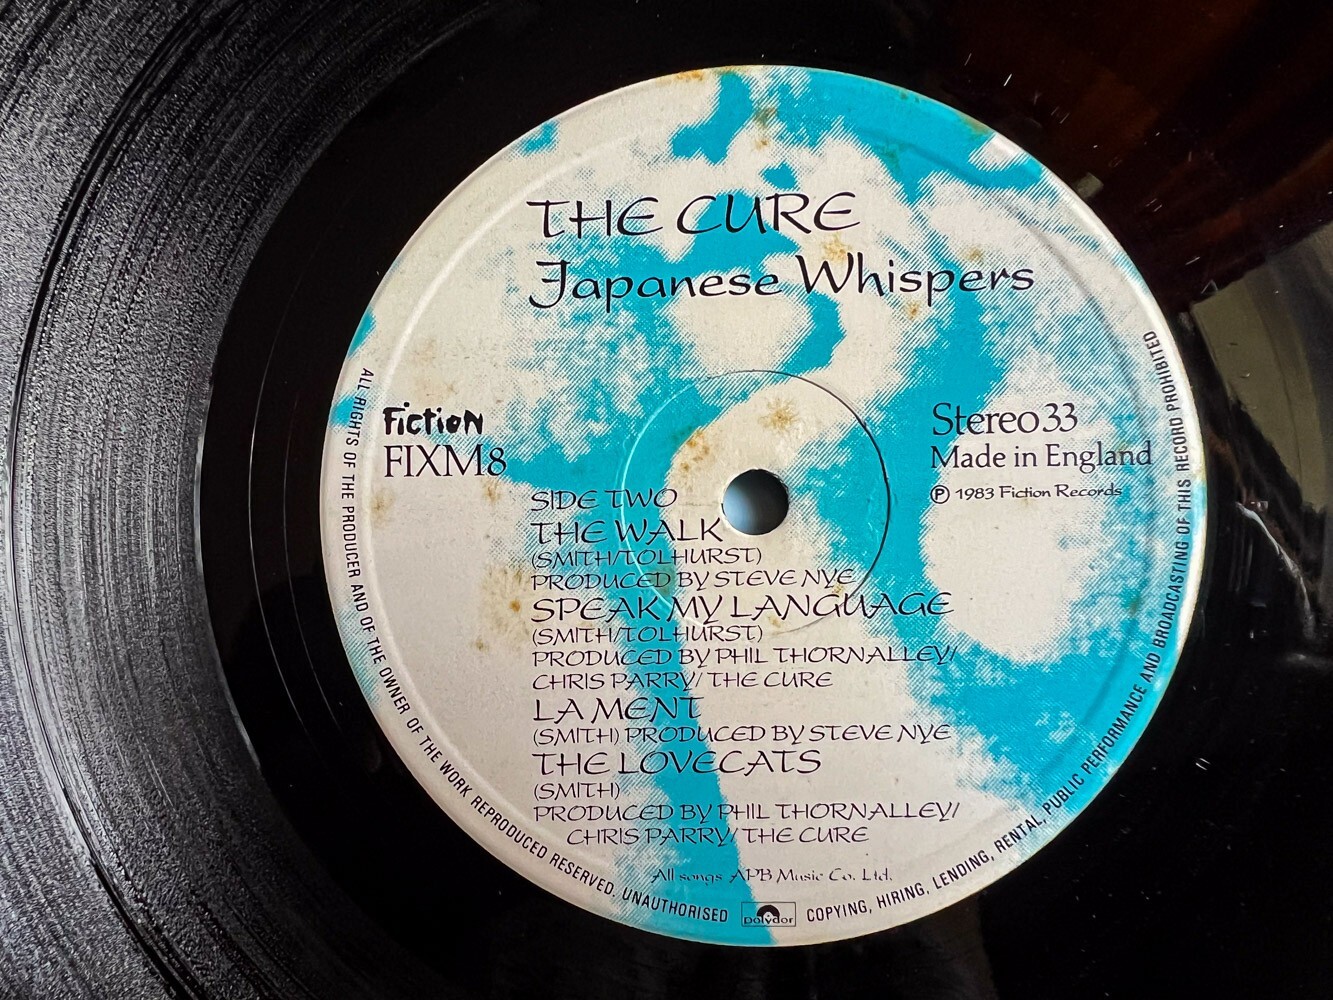 THE CURE
Japanese Whispers
Fiction
FIXM8
Stereo 33
Made in England
℗ 1983 Fiction Records
SIDE TWO
THE WALK
(SMITH/TOLHURST)
PRODUCED BY STEVE NYE
SPEAK MY LANGUAGE
(SMITH/TOLHURST)
PRODUCED BY PHIL THORNALLEY/
CHRIS PARRY/THE CURE
LAMENT
(SMITH) PRODUCED BY STEVE NYE
THE LOVECATS
(SMITH)
PRODUCED BY PHIL THORNALLEY/
CHRIS PARRY/THE CURE
All songs APB Music Co. Ltd.
ALL RIGHTS OF THE PRODUCER AND OF THE OWNER OF THE WORK REPRODUCED RESERVED. UNAUTHORISED
Polydor
COPYING, HIRING, LENDING, RENTAL, PUBLIC PERFORMANCE AND BROADCASTING OF THIS RECORD PROHIBITED